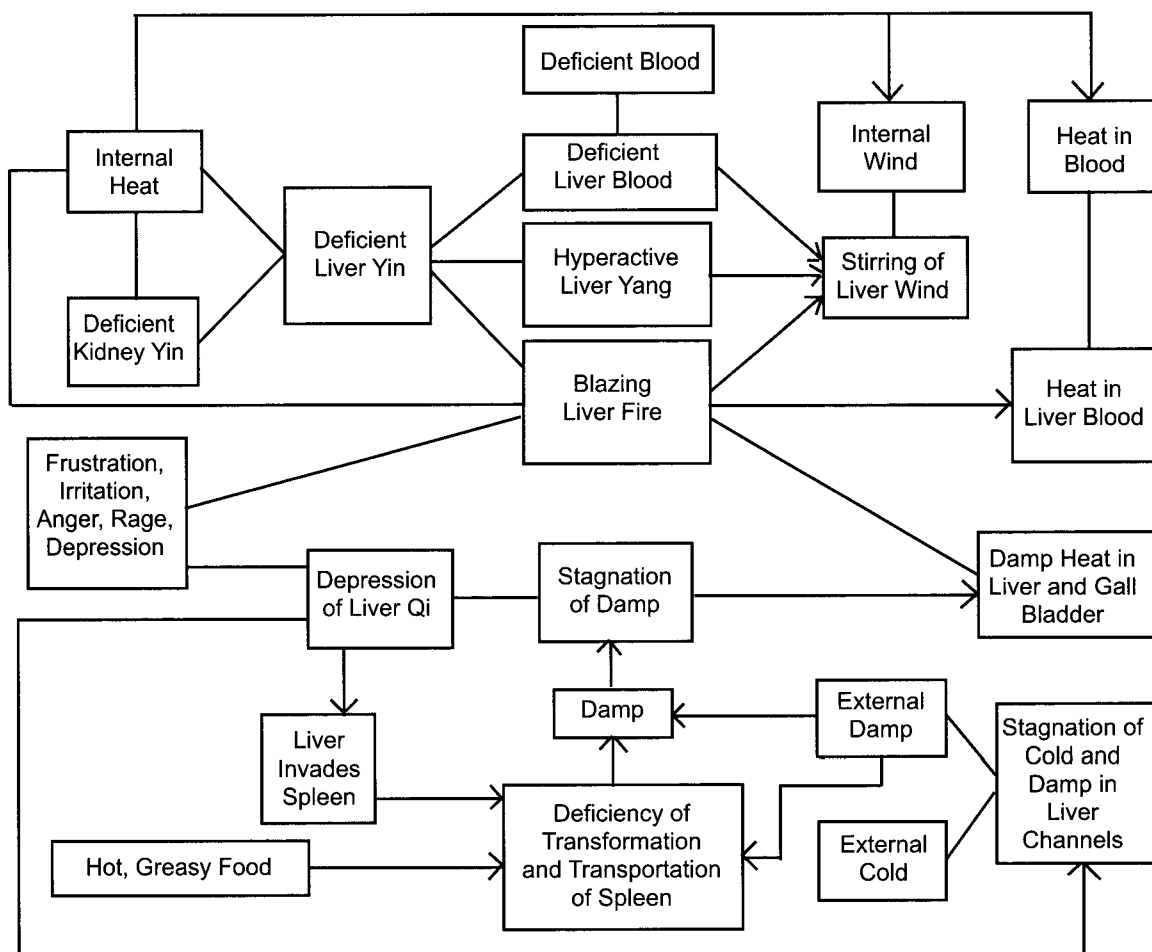 Deficient Blood
Internal
Heat
Deficient
Liver Blood
Internal
Wind
Heat in
Blood
Deficient
Liver Yin
Hyperactive
Liver Yang
Stirring of
Liver Wind
Deficient
Kidney Yin
Blazing
Liver Fire
Heat in
Liver Blood
Frustration,
Irritation,
Anger, Rage,
Depression
Depression
of Liver Qi
Stagnation
of Damp
Damp Heat in
Liver and Gall
Bladder
Liver
Invades
Spleen
Damp
External
Damp
Stagnation of
Cold and
Damp in
Liver
Channels
Hot, Greasy Food
Deficiency of
Transformation
and Transportation
of Spleen
External
Cold